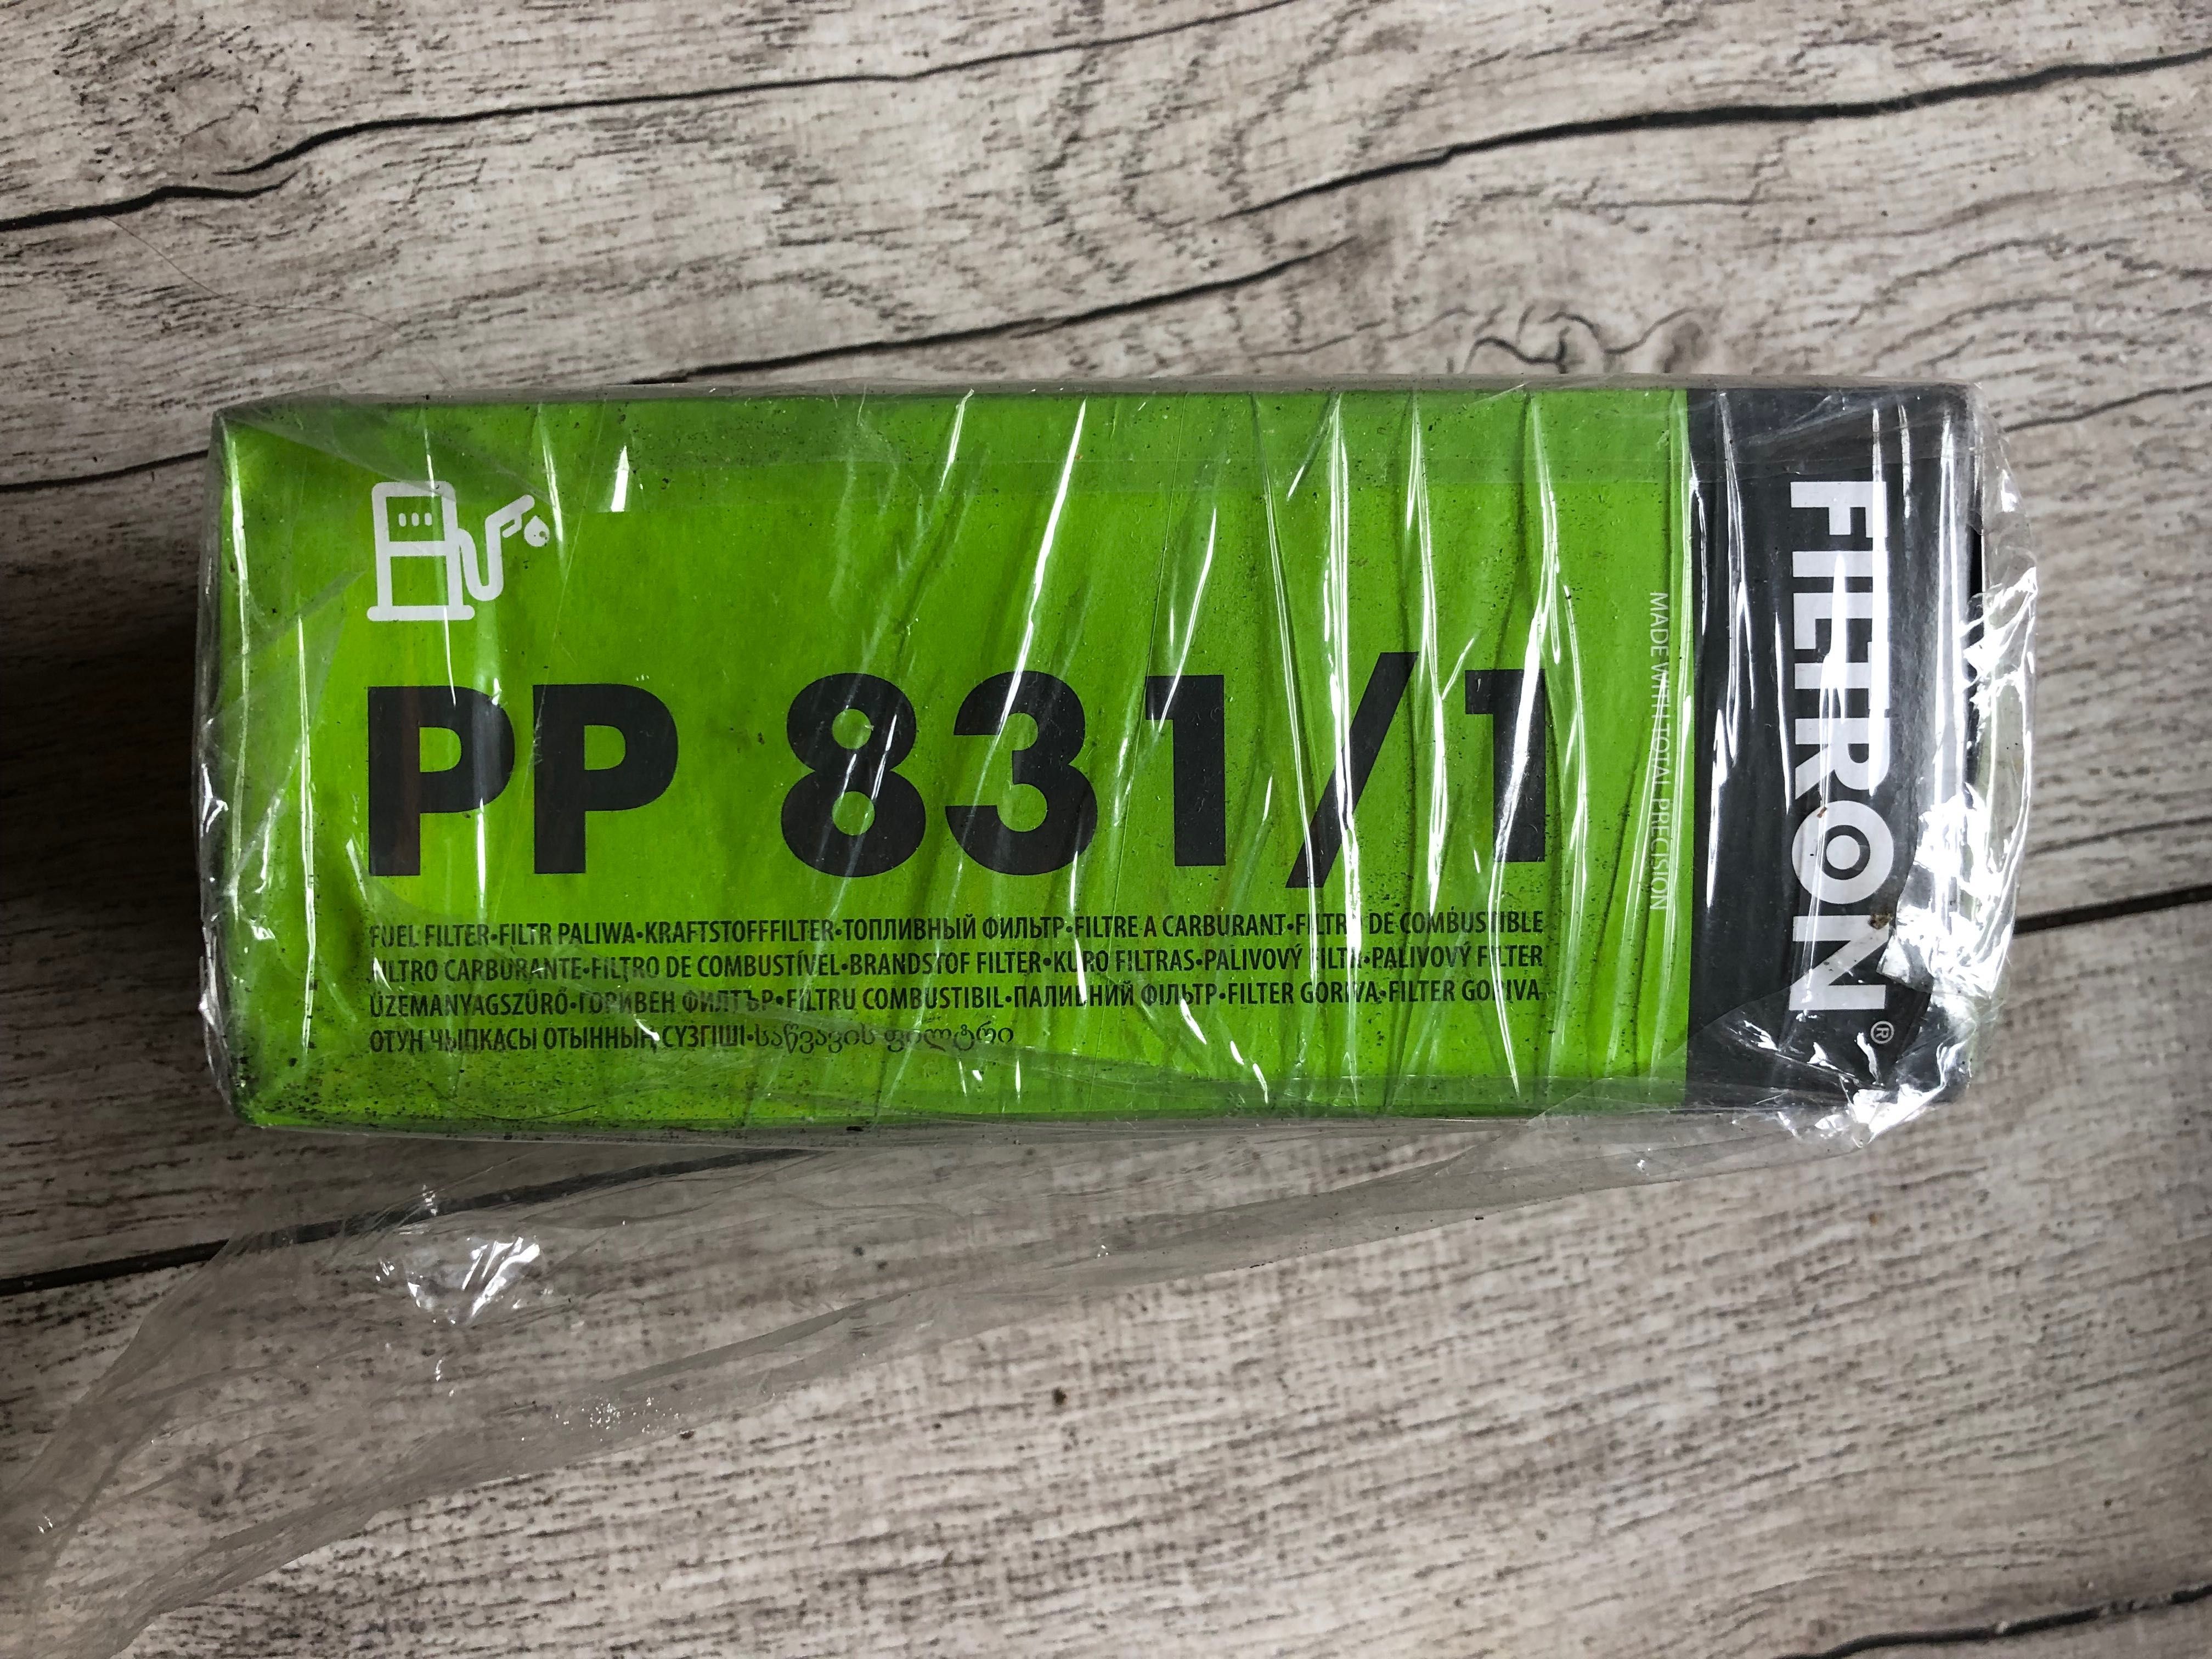 PP 831/1
FUEL FILTER•FILTR PALIWA•KRAFTSTOFFFILTER•ТОПЛИВНЫЙ ФИЛЬТР•FILTRE A CARBURANT•FILTRO DE COMBUSTIBLE
FILTRO CARBURANTE•FILTRO DE COMBUSTÍVEL•BRANDSTOF FILTER•KURO FILTRAS•PALIVOVÝ FILTR•PALIVOVÝ FILTER
ÜZEMANYAGSZŰRŐ•ГОРИВЕН ФИЛТЪР•FILTRU COMBUSTIBIL•ПАЛИВНИЙ ФІЛЬТР•FILTER GORIVA•FILTER GORIVA
ОТУН ЧЫПКАСЫ ОТЫННЫҢ СҮЗГІШІ•საწვავის ფილტრი
MADE WITH TOTAL PRECISION
FILTRON®